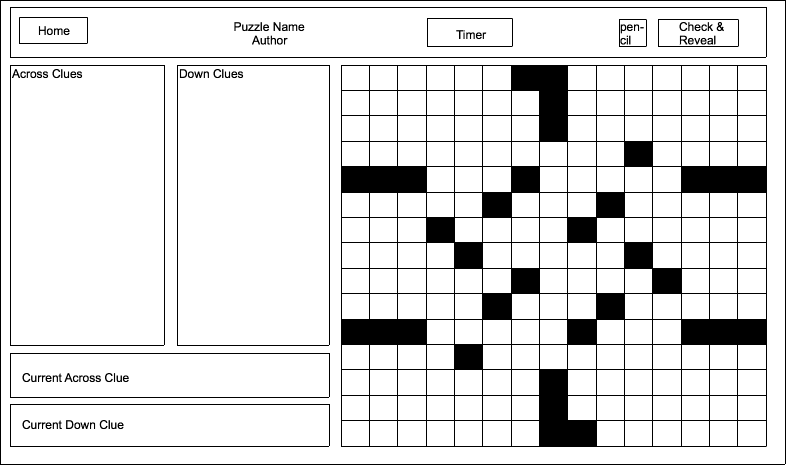 Home
Puzzle Name
Author
Timer
pen-
cil
Check &
Reveal
Across Clues
Down Clues
Current Across Clue
Current Down Clue